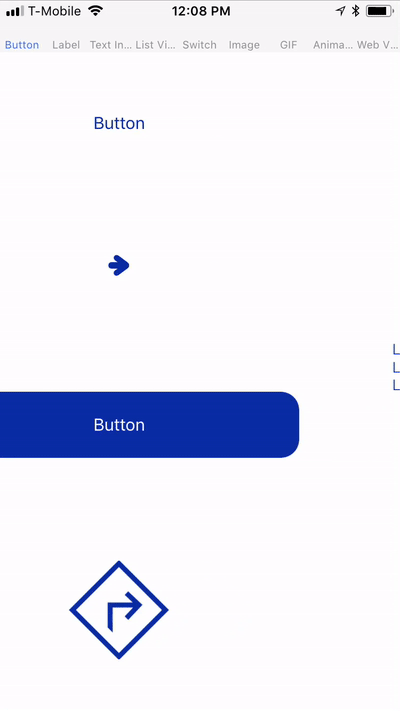 T-Mobile 12:08 PM
Button Label Text In... List Vi... Switch Image GIF Anima... Web V...
Button
L
L
L
Button